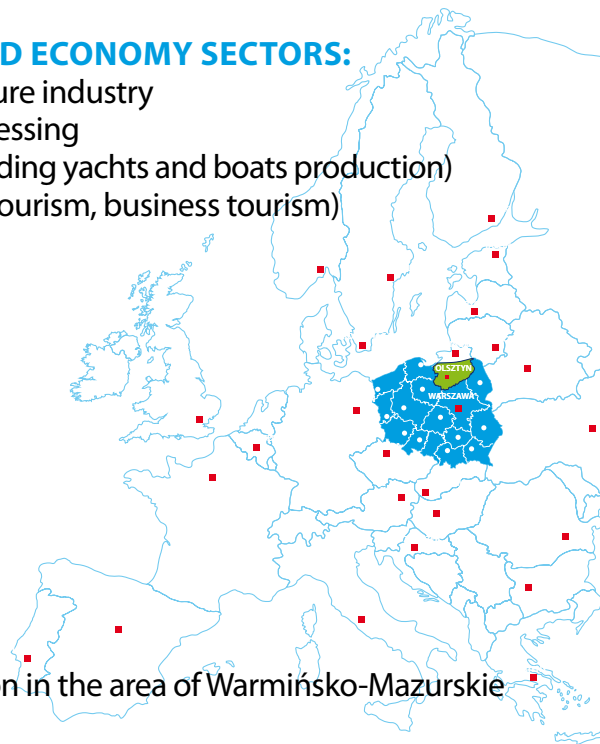 D ECONOMY SECTORS:
ure industry
essing
ding yachts and boats production)
ourism, business tourism)
OLSZTYN
WARSZAWA
n in the area of Warmińsko-Mazurskie